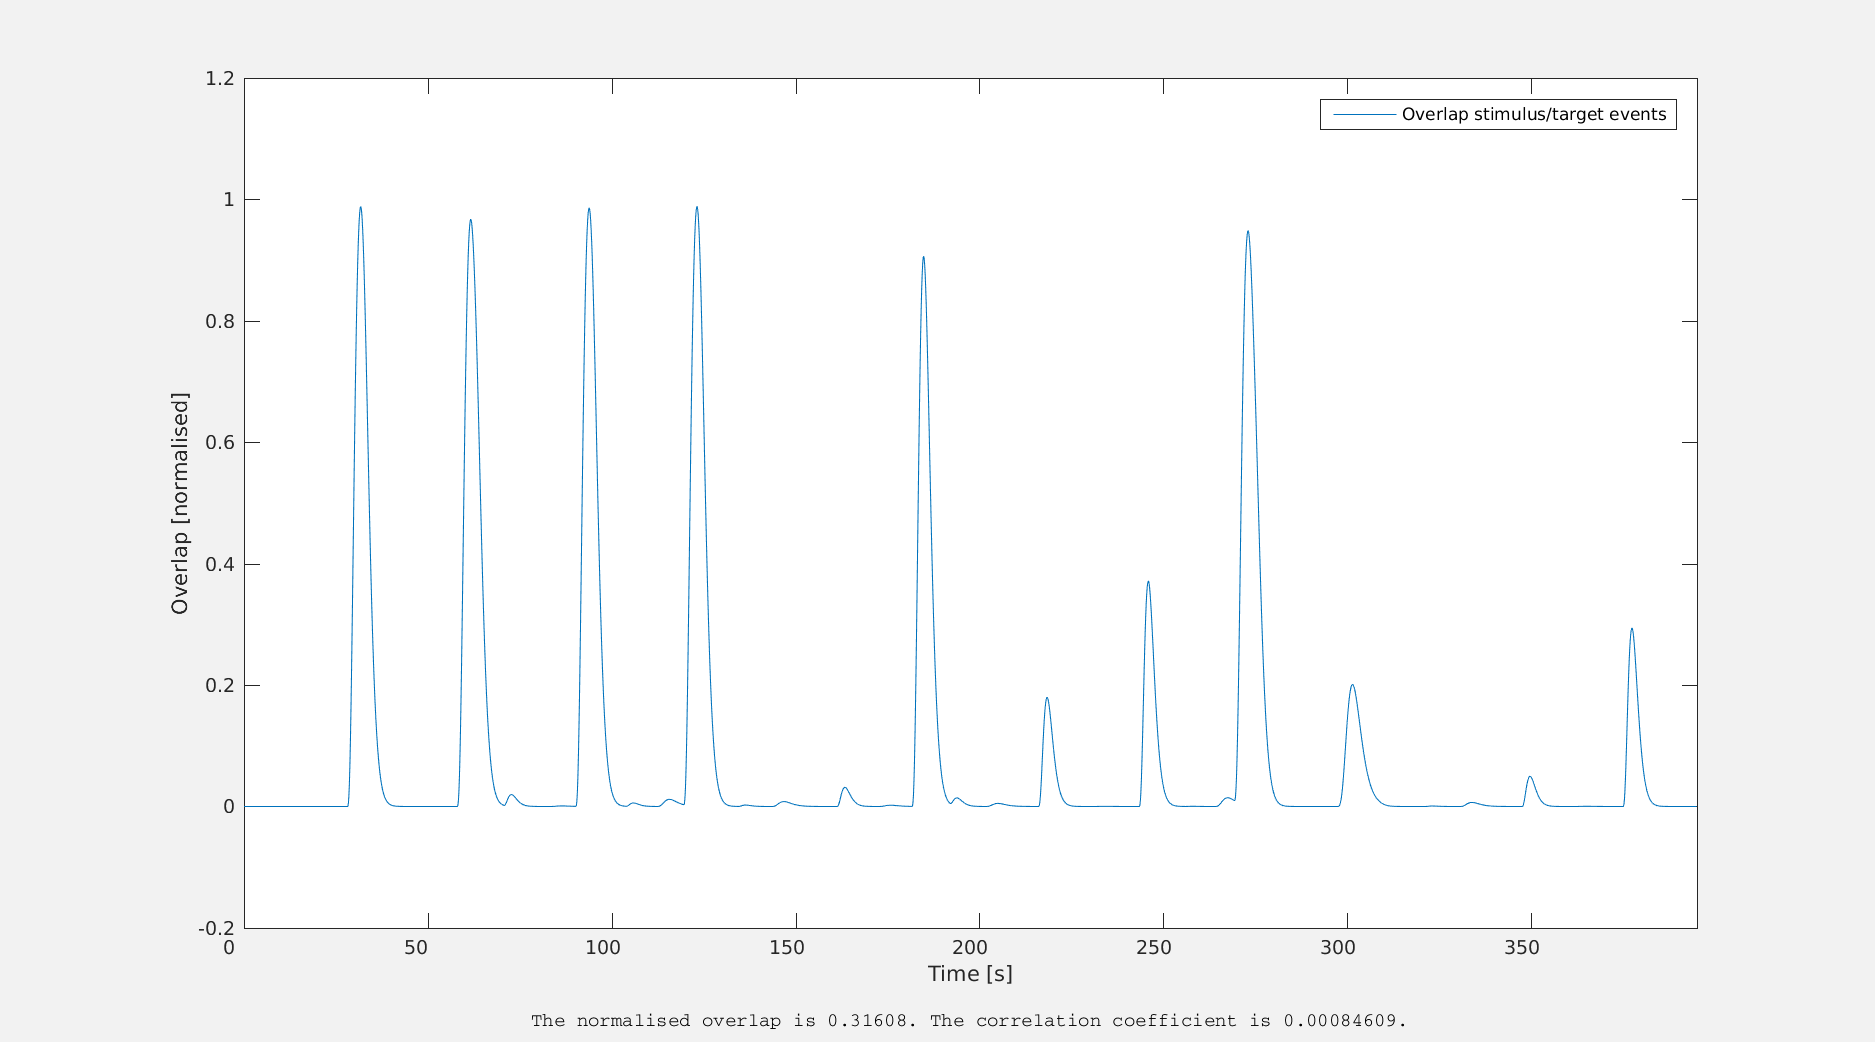 1.2
Overlap stimulus/target events
1
0.8
0.6
0.4
0.2
0
-0.2
Overlap [normalised]
0 50 100 150 200 250 300 350
Time [s]
The normalised overlap is 0.31608. The correlation coefficient is 0.00084609.